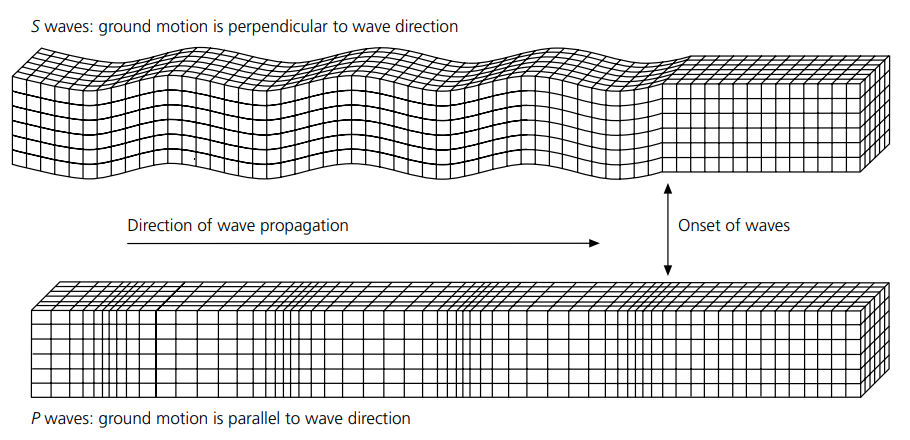 S waves: ground motion is perpendicular to wave direction
Direction of wave propagation
Onset of waves
P waves: ground motion is parallel to wave direction